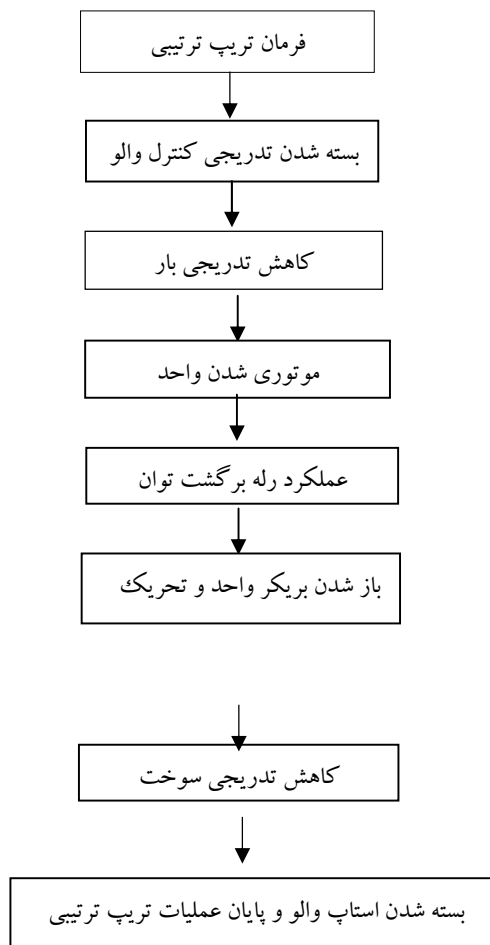 فرمان تریپ ترتیبی
بسته شدن تدریجی کنترل والو
کاهش تدریجی بار
موتوری شدن واحد
عملکرد رله برگشت توان
باز شدن بریکر واحد و تحریک
کاهش تدریجی سوخت
بسته شدن استاپ والو و پایان عملیات تریپ ترتیبی